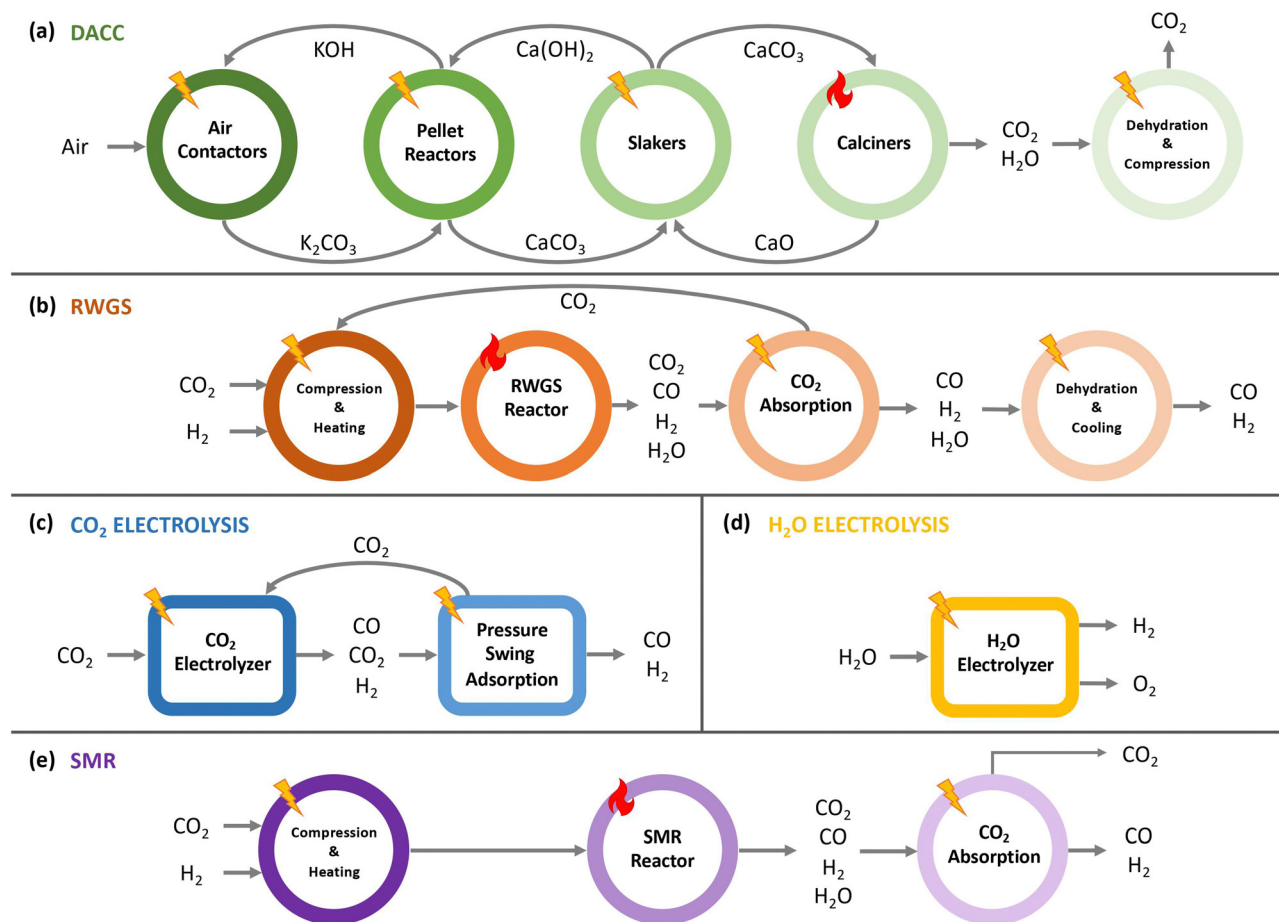 (a) DACC
KOH
Ca(OH)₂
CaCO₃
CO₂
Air
Air
Contactors
Pellet
Reactors
Slakers
Calciners
CO₂
H₂O
Dehydration
&
Compression
K₂CO₃
CaCO₃
CaO
(b) RWGS
CO₂
CO₂
H₂
Compression
&
Heating
RWGS
Reactor
CO₂
CO
H₂
H₂O
CO₂
Absorption
CO
H₂
H₂O
Dehydration
&
Cooling
CO
H₂
(c) CO₂ ELECTROLYSIS
CO₂
CO₂
CO₂
Electrolyzer
CO
CO₂
H₂
Pressure
Swing
Adsorption
CO
H₂
(d) H₂O ELECTROLYSIS
H₂O
H₂O
Electrolyzer
H₂
O₂
(e) SMR
CO₂
H₂
Compression
&
Heating
SMR
Reactor
CO₂
CO
H₂
H₂O
CO₂
Absorption
CO₂
CO
H₂